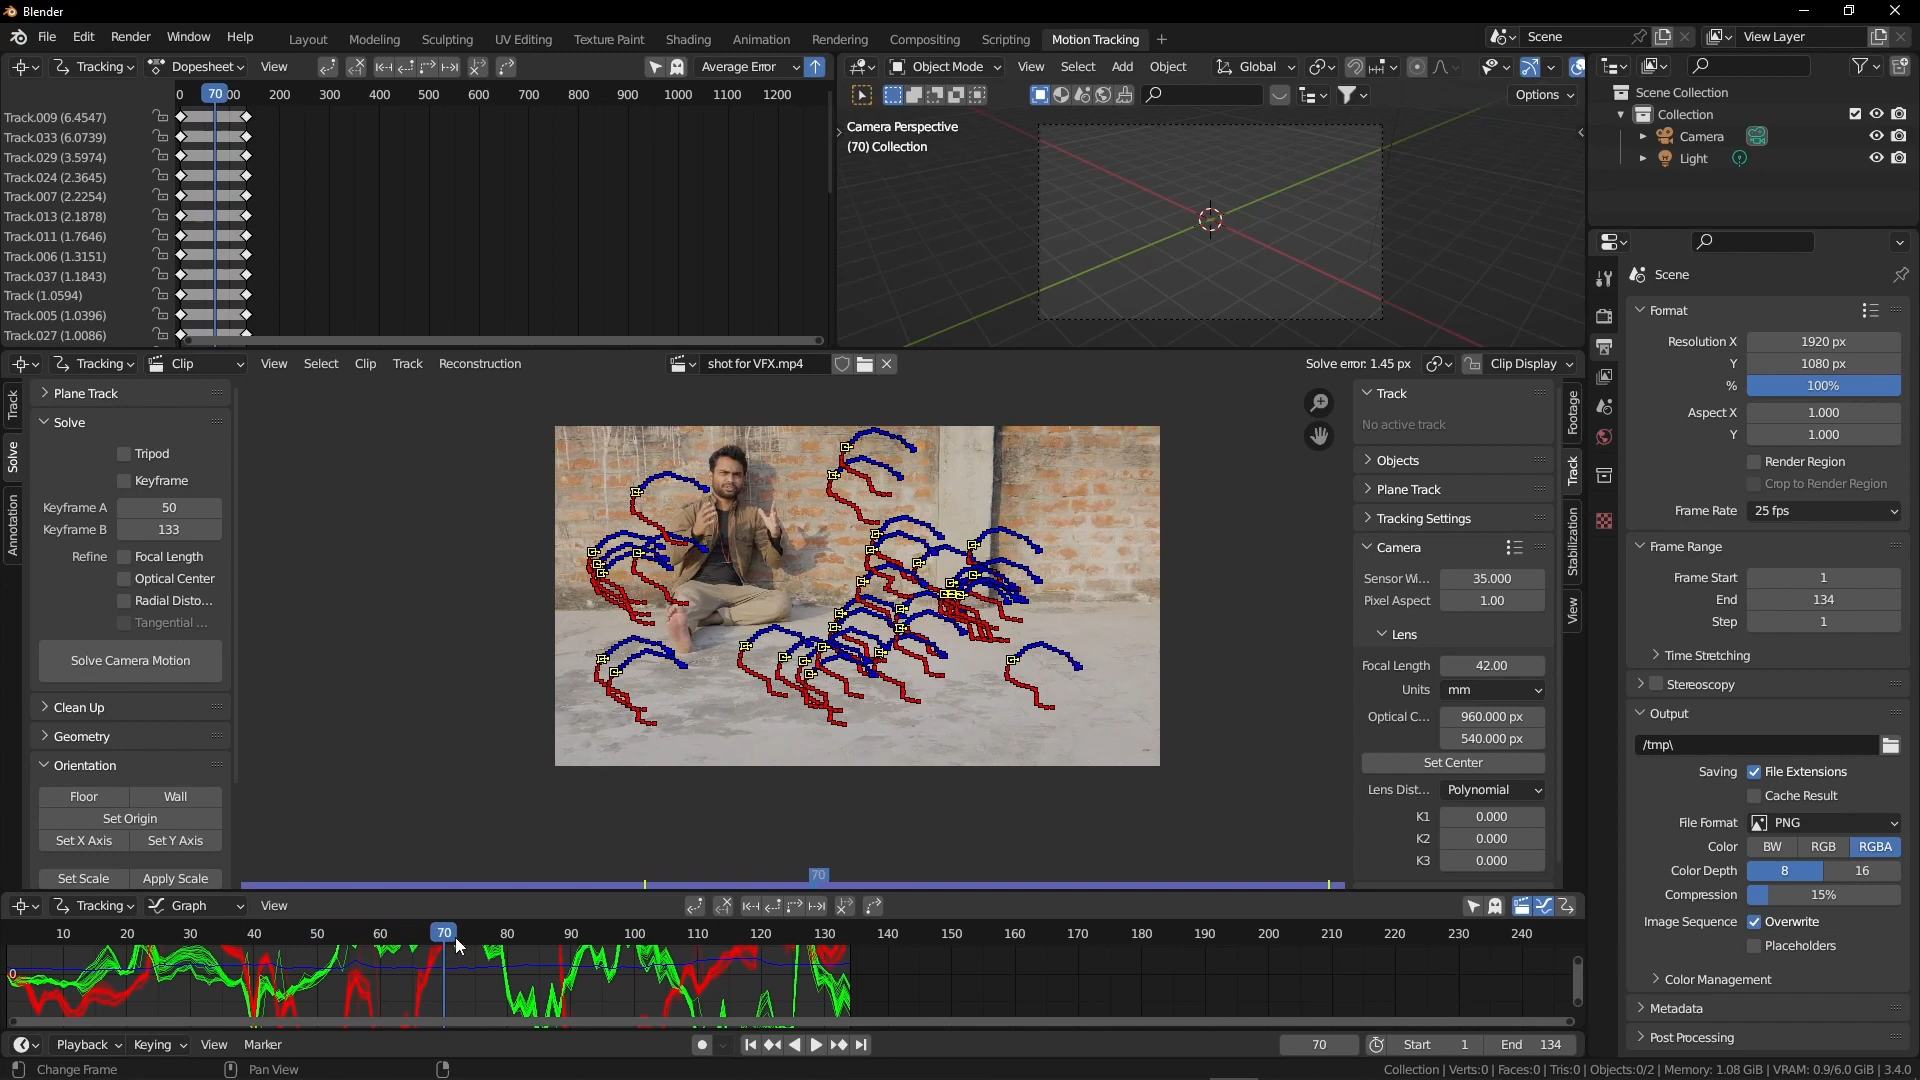 Blender
File Edit Render Window Help Layout Modeling Sculpting UV Editing Texture Paint Shading Animation Rendering Compositing Scripting Motion Tracking + Scene View Layer
Tracking Dopesheet View Average Error
0 70 00 200 300 400 500 600 700 800 900 1000 1100 1200
Track.009 (6.4547)
Track.033 (6.0739)
Track.029 (3.5974)
Track.024 (2.3645)
Track.007 (2.2254)
Track.013 (2.1878)
Track.011 (1.7646)
Track.006 (1.3151)
Track.037 (1.1843)
Track (1.0594)
Track.005 (1.0396)
Track.027 (1.0086)
Object Mode View Select Add Object Global
Options
Camera Perspective
(70) Collection
Scene Collection
Collection
Camera
Light
Tracking Clip View Select Clip Track Reconstruction shot for VFX.mp4 Solve error: 1.45 px Clip Display
Track
Solve
Annotation
Plane Track
Solve
Tripod
Keyframe
Keyframe A 50
Keyframe B 133
Refine Focal Length
Optical Center
Radial Disto...
Tangential ...
Solve Camera Motion
Clean Up
Geometry
Orientation
Floor Wall
Set Origin
Set X Axis Set Y Axis
Set Scale Apply Scale
70
Track
No active track
Objects
Plane Track
Tracking Settings
Camera
Sensor Wi... 35.000
Pixel Aspect 1.00
Lens
Focal Length 42.00
Units mm
Optical C... 960.000 px
540.000 px
Set Center
Lens Dist... Polynomial
K1 0.000
K2 0.000
K3 0.000
Footage
Track
Stabilization
View
Scene
Format
Resolution X 1920 px
Y 1080 px
% 100%
Aspect X 1.000
Y 1.000
Render Region
Crop to Render Region
Frame Rate 25 fps
Frame Range
Frame Start 1
End 134
Step 1
Time Stretching
Stereoscopy
Output
/tmp\
Saving File Extensions
Cache Result
File Format PNG
Color BW RGB RGBA
Color Depth 8 16
Compression 15%
Image Sequence Overwrite
Placeholders
Color Management
Metadata
Post Processing
Tracking Graph View
10 20 30 40 50 60 70 80 90 100 110 120 130 140 150 160 170 180 190 200 210 220 230 240
0
Playback Keying View Marker 70 Start 1 End 134
Change Frame Pan View Collection | Verts:0 | Faces:0 | Tris:0 | Objects:0/2 | Memory: 1.08 GiB | VRAM: 0.9/6.0 GiB | 3.4.0